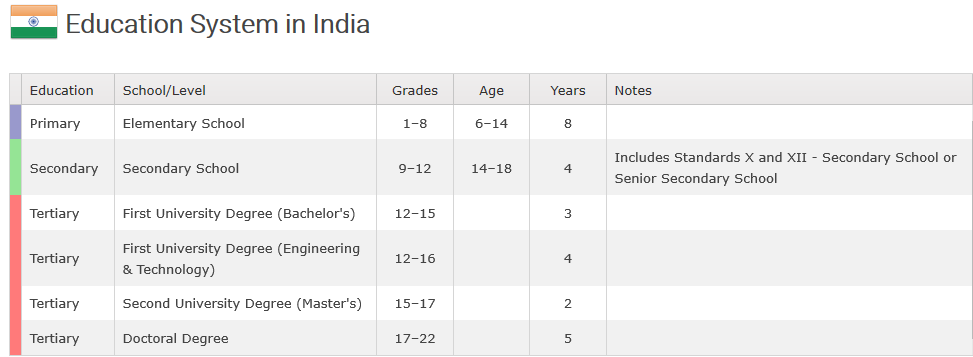 Education System in India
Education School/Level Grades Age Years Notes
Primary Elementary School 1–8 6–14 8
Secondary Secondary School 9–12 14–18 4 Includes Standards X and XII - Secondary School or
Senior Secondary School
Tertiary First University Degree (Bachelor's) 12–15 3
Tertiary First University Degree (Engineering
& Technology) 12–16 4
Tertiary Second University Degree (Master's) 15–17 2
Tertiary Doctoral Degree 17–22 5